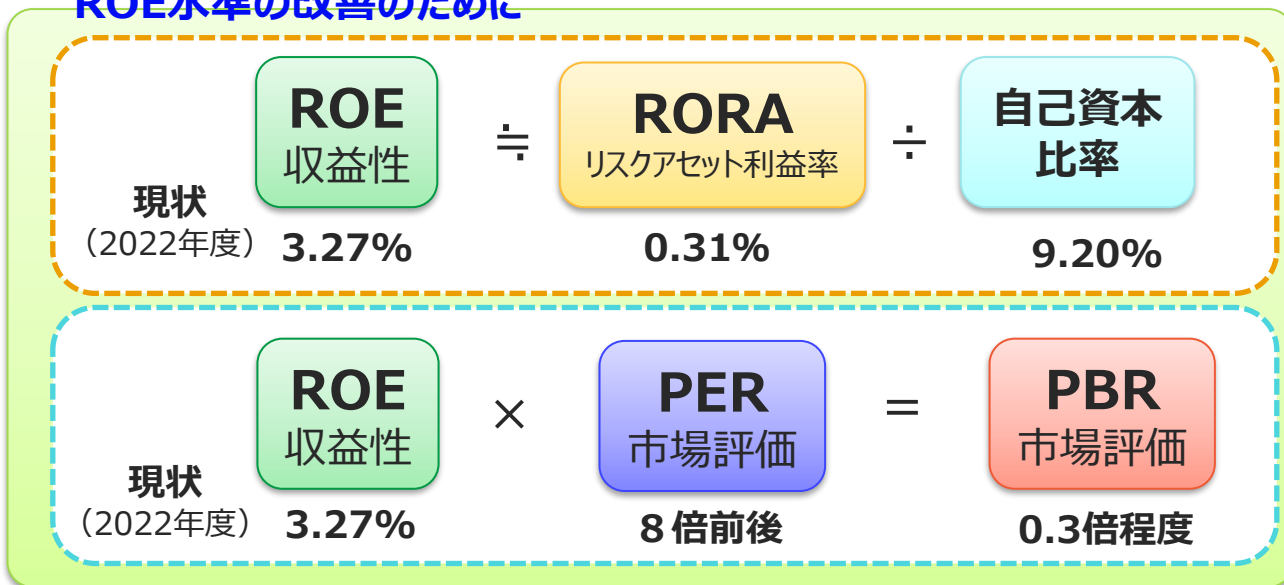 ROE水準の改善のために
ROE
収益性
≒
RORA
リスクアセット利益率
÷
自己資本
比率
現状
（2022年度）
3.27%
0.31%
9.20%
ROE
収益性
×
PER
市場評価
＝
PBR
市場評価
現状
（2022年度）
3.27%
８倍前後
0.3倍程度